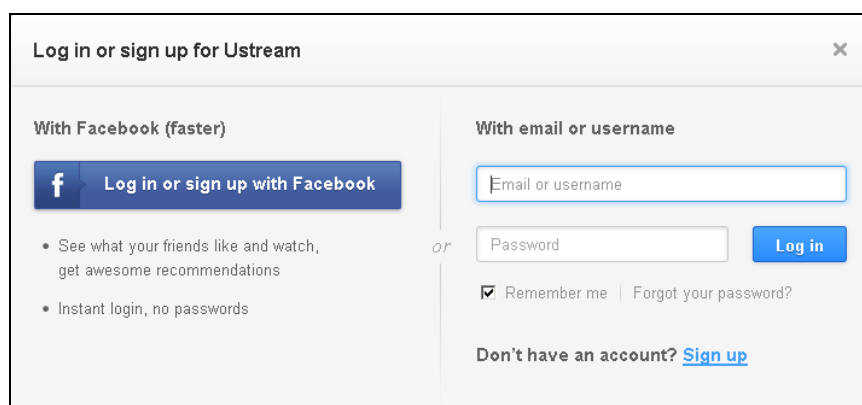 Log in or sign up for Ustream
×
With Facebook (faster)
f Log in or sign up with Facebook
• See what your friends like and watch,
get awesome recommendations
• Instant login, no passwords
or
With email or username
Email or username
Password
Log in
Remember me | Forgot your password?
Don't have an account? Sign up